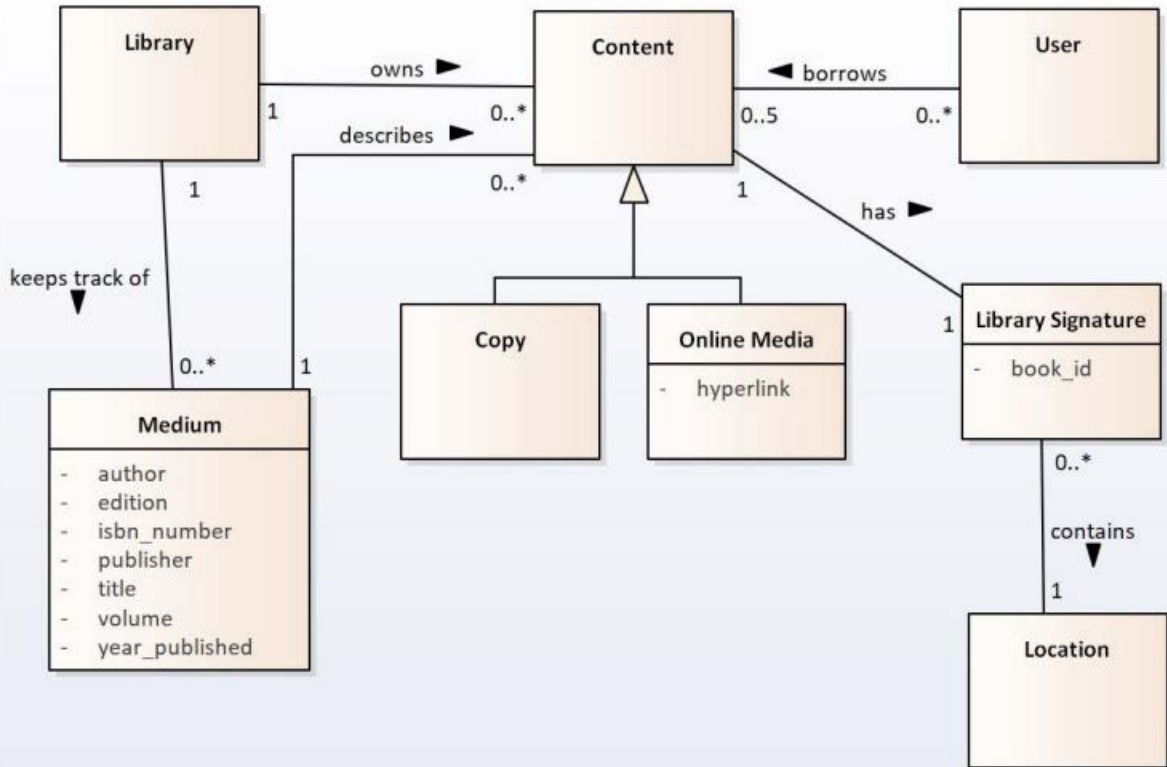 Library
Content
User
owns
borrows
1
0..*
0..5
0..*
describes
0..*
1
1
has
keeps track of
0..*
1
1
Copy
Online Media
- hyperlink
Library Signature
- book_id
Medium
- author
- edition
- isbn_number
- publisher
- title
- volume
- year_published
0..*
contains
1
Location